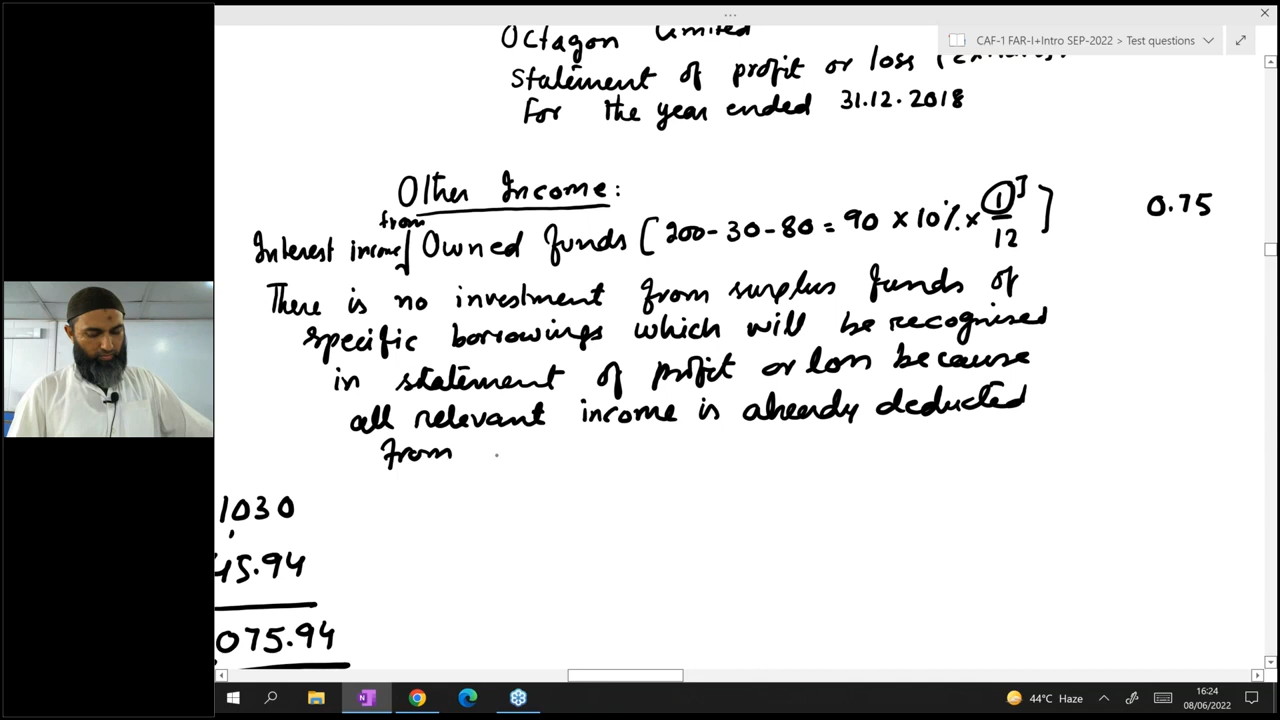 CAF-1 FAR-I+Intro SEP-2022 > Test questions
Octagon Limited
Statement of profit or loss (Extracts)
For the year ended 31.12.2018
Other Income:
Interest income from Owned funds [200-30-80 = 90 × 10% × 1/12] 0.75
There is no investment from surplus funds of
specific borrowings which will be recognised
in statement of profit or loss because
all relevant income is already deducted
from
1030
45.94
075.94
44°C Haze
16:24
08/06/2022